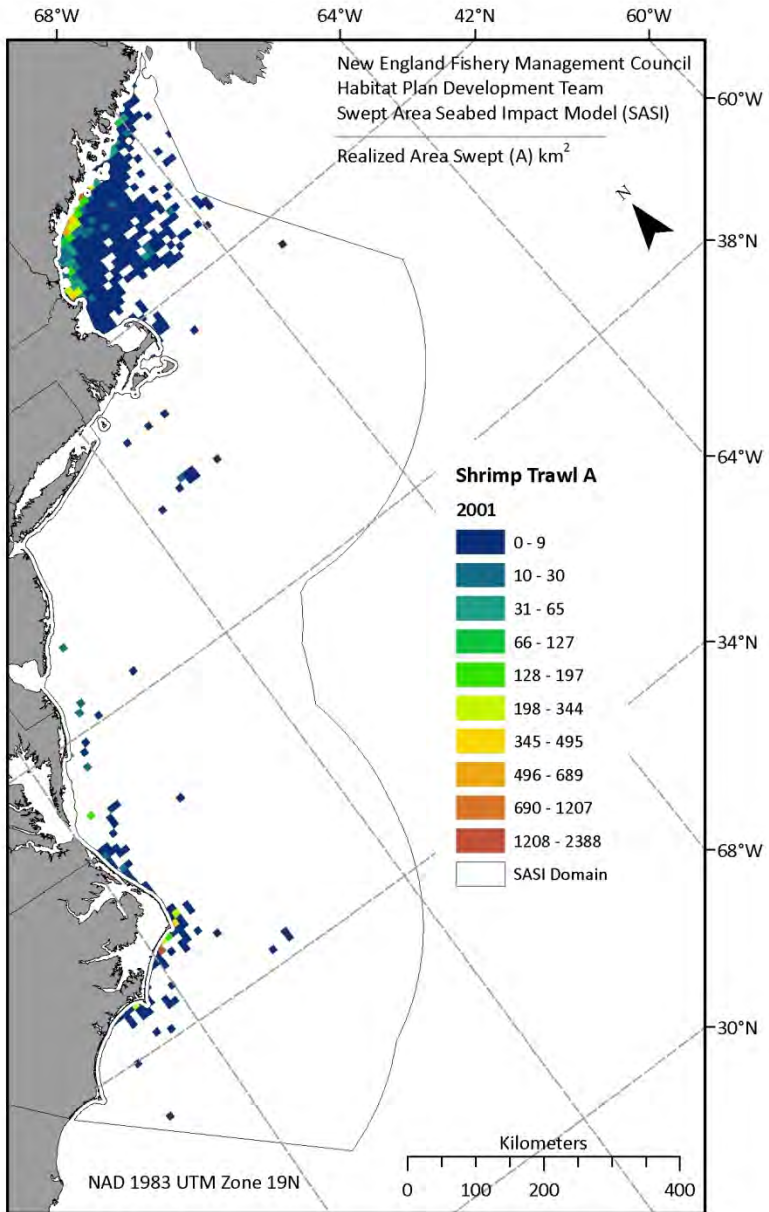 68°W 64°W 42°N 60°W
New England Fishery Management Council
Habitat Plan Development Team
Swept Area Seabed Impact Model (SASI)
Realized Area Swept (A) km²
N
60°W
38°N
64°W
34°N
68°W
30°N
Shrimp Trawl A
2001
0 - 9
10 - 30
31 - 65
66 - 127
128 - 197
198 - 344
345 - 495
496 - 689
690 - 1207
1208 - 2388
SASI Domain
Kilometers
0 100 200 400
NAD 1983 UTM Zone 19N